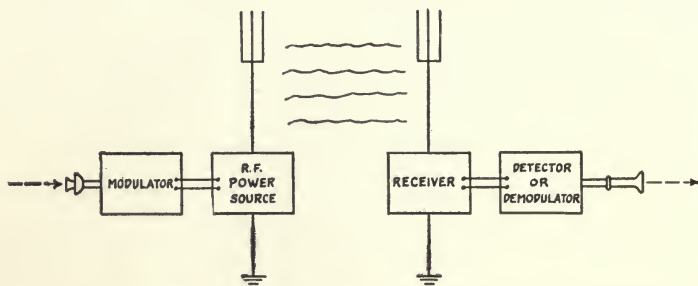 MODULATOR
R.F.
POWER
SOURCE
RECEIVER
DETECTOR
OR
DEMODULATOR